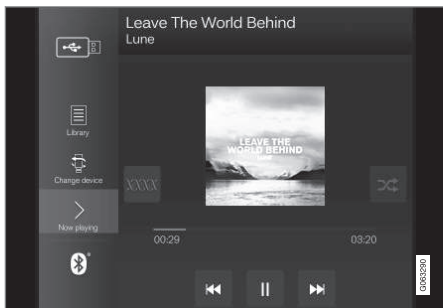 Leave The World Behind
Lune
Library
Change device
Now playing
LEAVE THE
WORLD BEHIND
LUNE
XXXX
00:29
03:20
G063290